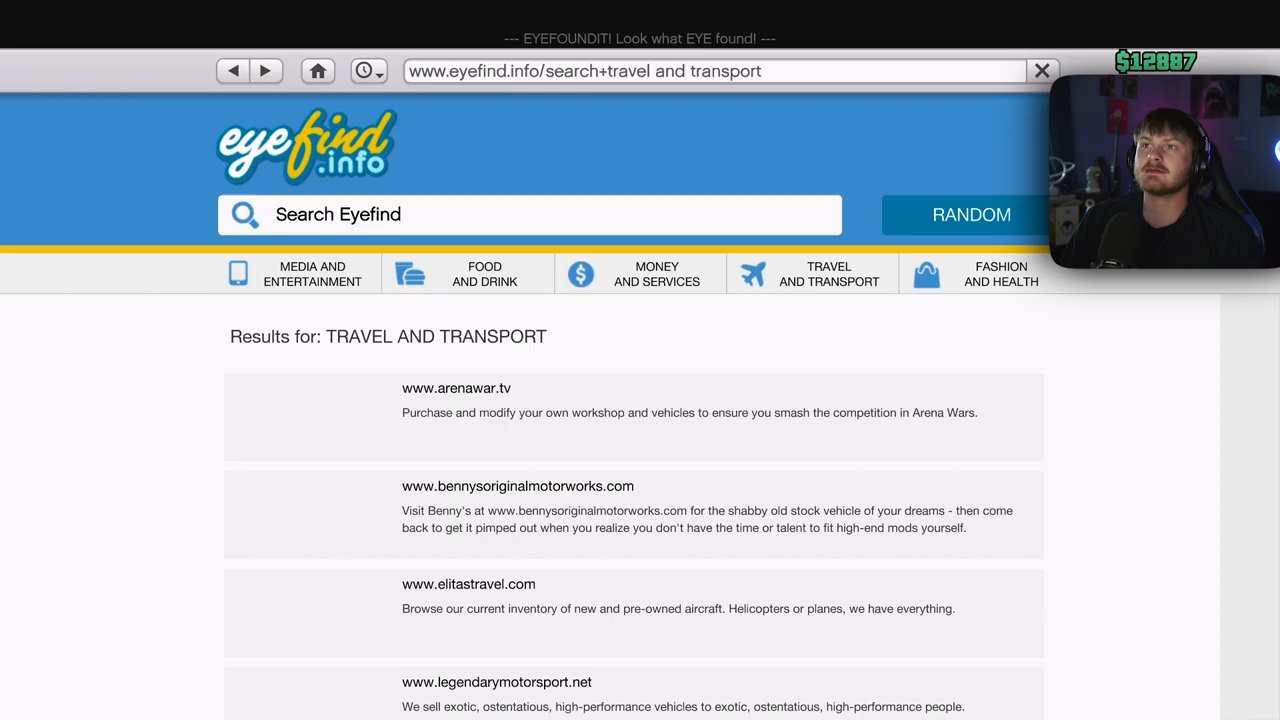 --- EYEFOUNDIT! Look what EYE found! ---
www.eyefind.info/search+travel and transport
$12887
eyefind.info
Search Eyefind
RANDOM
MEDIA AND ENTERTAINMENT
FOOD AND DRINK
MONEY AND SERVICES
TRAVEL AND TRANSPORT
FASHION AND HEALTH
Results for: TRAVEL AND TRANSPORT
www.arenawar.tv
Purchase and modify your own workshop and vehicles to ensure you smash the competition in Arena Wars.
www.bennysoriginalmotorworks.com
Visit Benny's at www.bennysoriginalmotorworks.com for the shabby old stock vehicle of your dreams - then come
back to get it pimped out when you realize you don't have the time or talent to fit high-end mods yourself.
www.elitastravel.com
Browse our current inventory of new and pre-owned aircraft. Helicopters or planes, we have everything.
www.legendarymotorsport.net
We sell exotic, ostentatious, high-performance vehicles to exotic, ostentatious, high-performance people.